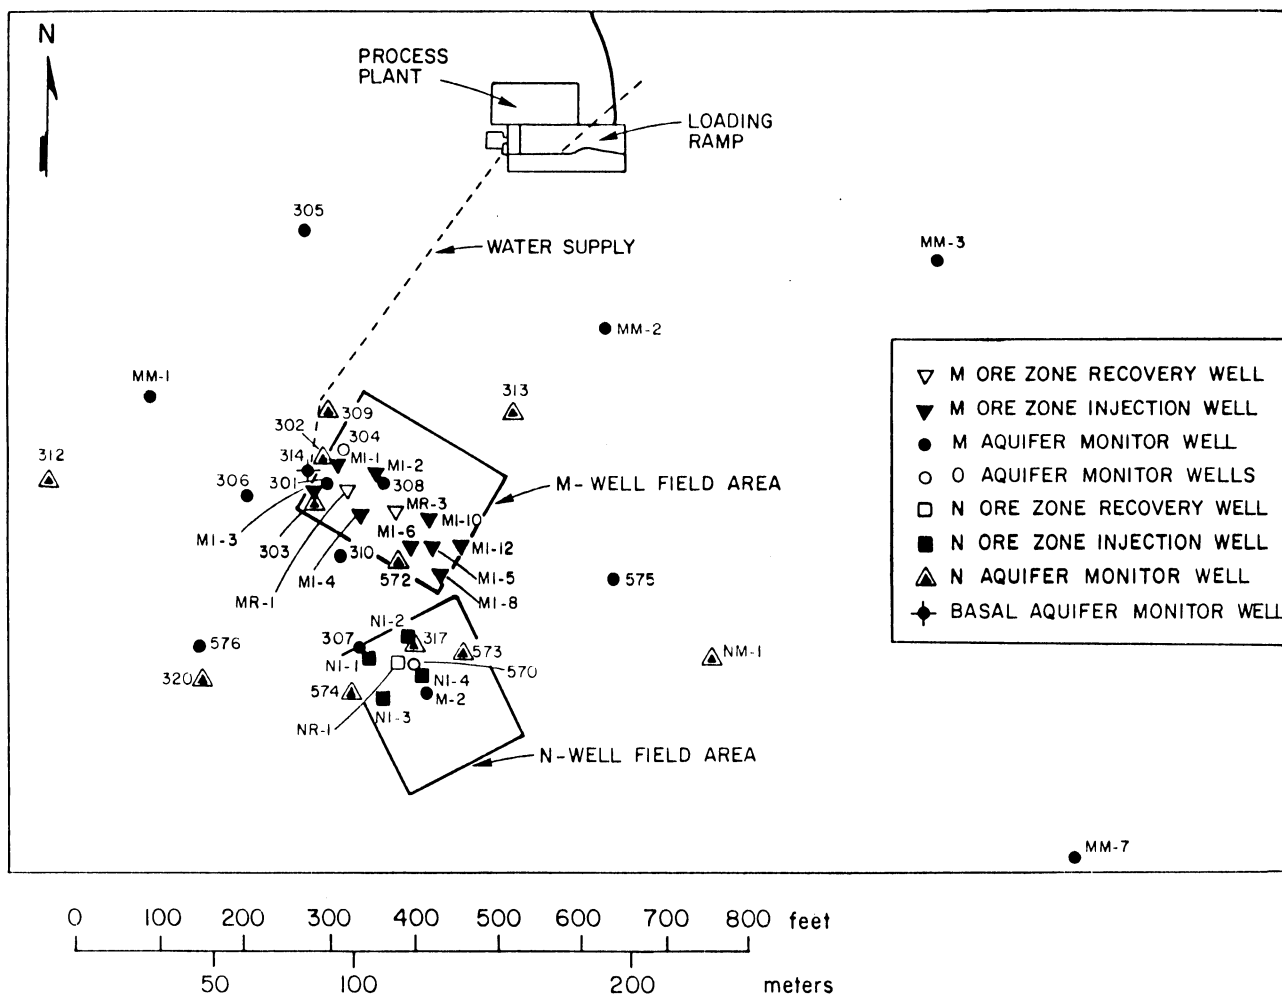 N
PROCESS
PLANT
LOADING
RAMP
305
WATER SUPPLY
MM-3
MM-2
MM-1
313
309
302
304
312
314
MI-1
MI-2
301
306
308
M-WELL FIELD AREA
MR-3
MI-10
MI-3
MI-6
303
310
MI-12
MI-4
572
MI-5
575
MR-1
MI-8
NI-2
307
317
576
573
NM-1
NI-1
570
320
574
NI-4
M-2
NI-3
NR-1
N-WELL FIELD AREA
MM-7
M ORE ZONE RECOVERY WELL
M ORE ZONE INJECTION WELL
M AQUIFER MONITOR WELL
O AQUIFER MONITOR WELLS
N ORE ZONE RECOVERY WELL
N ORE ZONE INJECTION WELL
N AQUIFER MONITOR WELL
BASAL AQUIFER MONITOR WELL
0 100 200 300 400 500 600 700 800 feet
50 100 200 meters